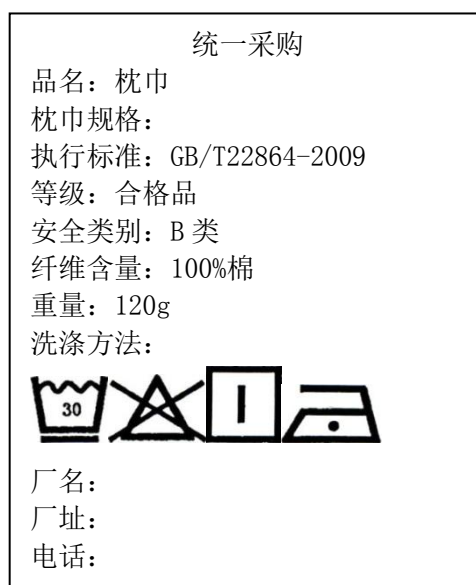 统一采购
品名：枕巾
枕巾规格：
执行标准：GB/T22864-2009
等级：合格品
安全类别：B 类
纤维含量：100%棉
重量：120g
洗涤方法：
30
厂名：
厂址：
电话：